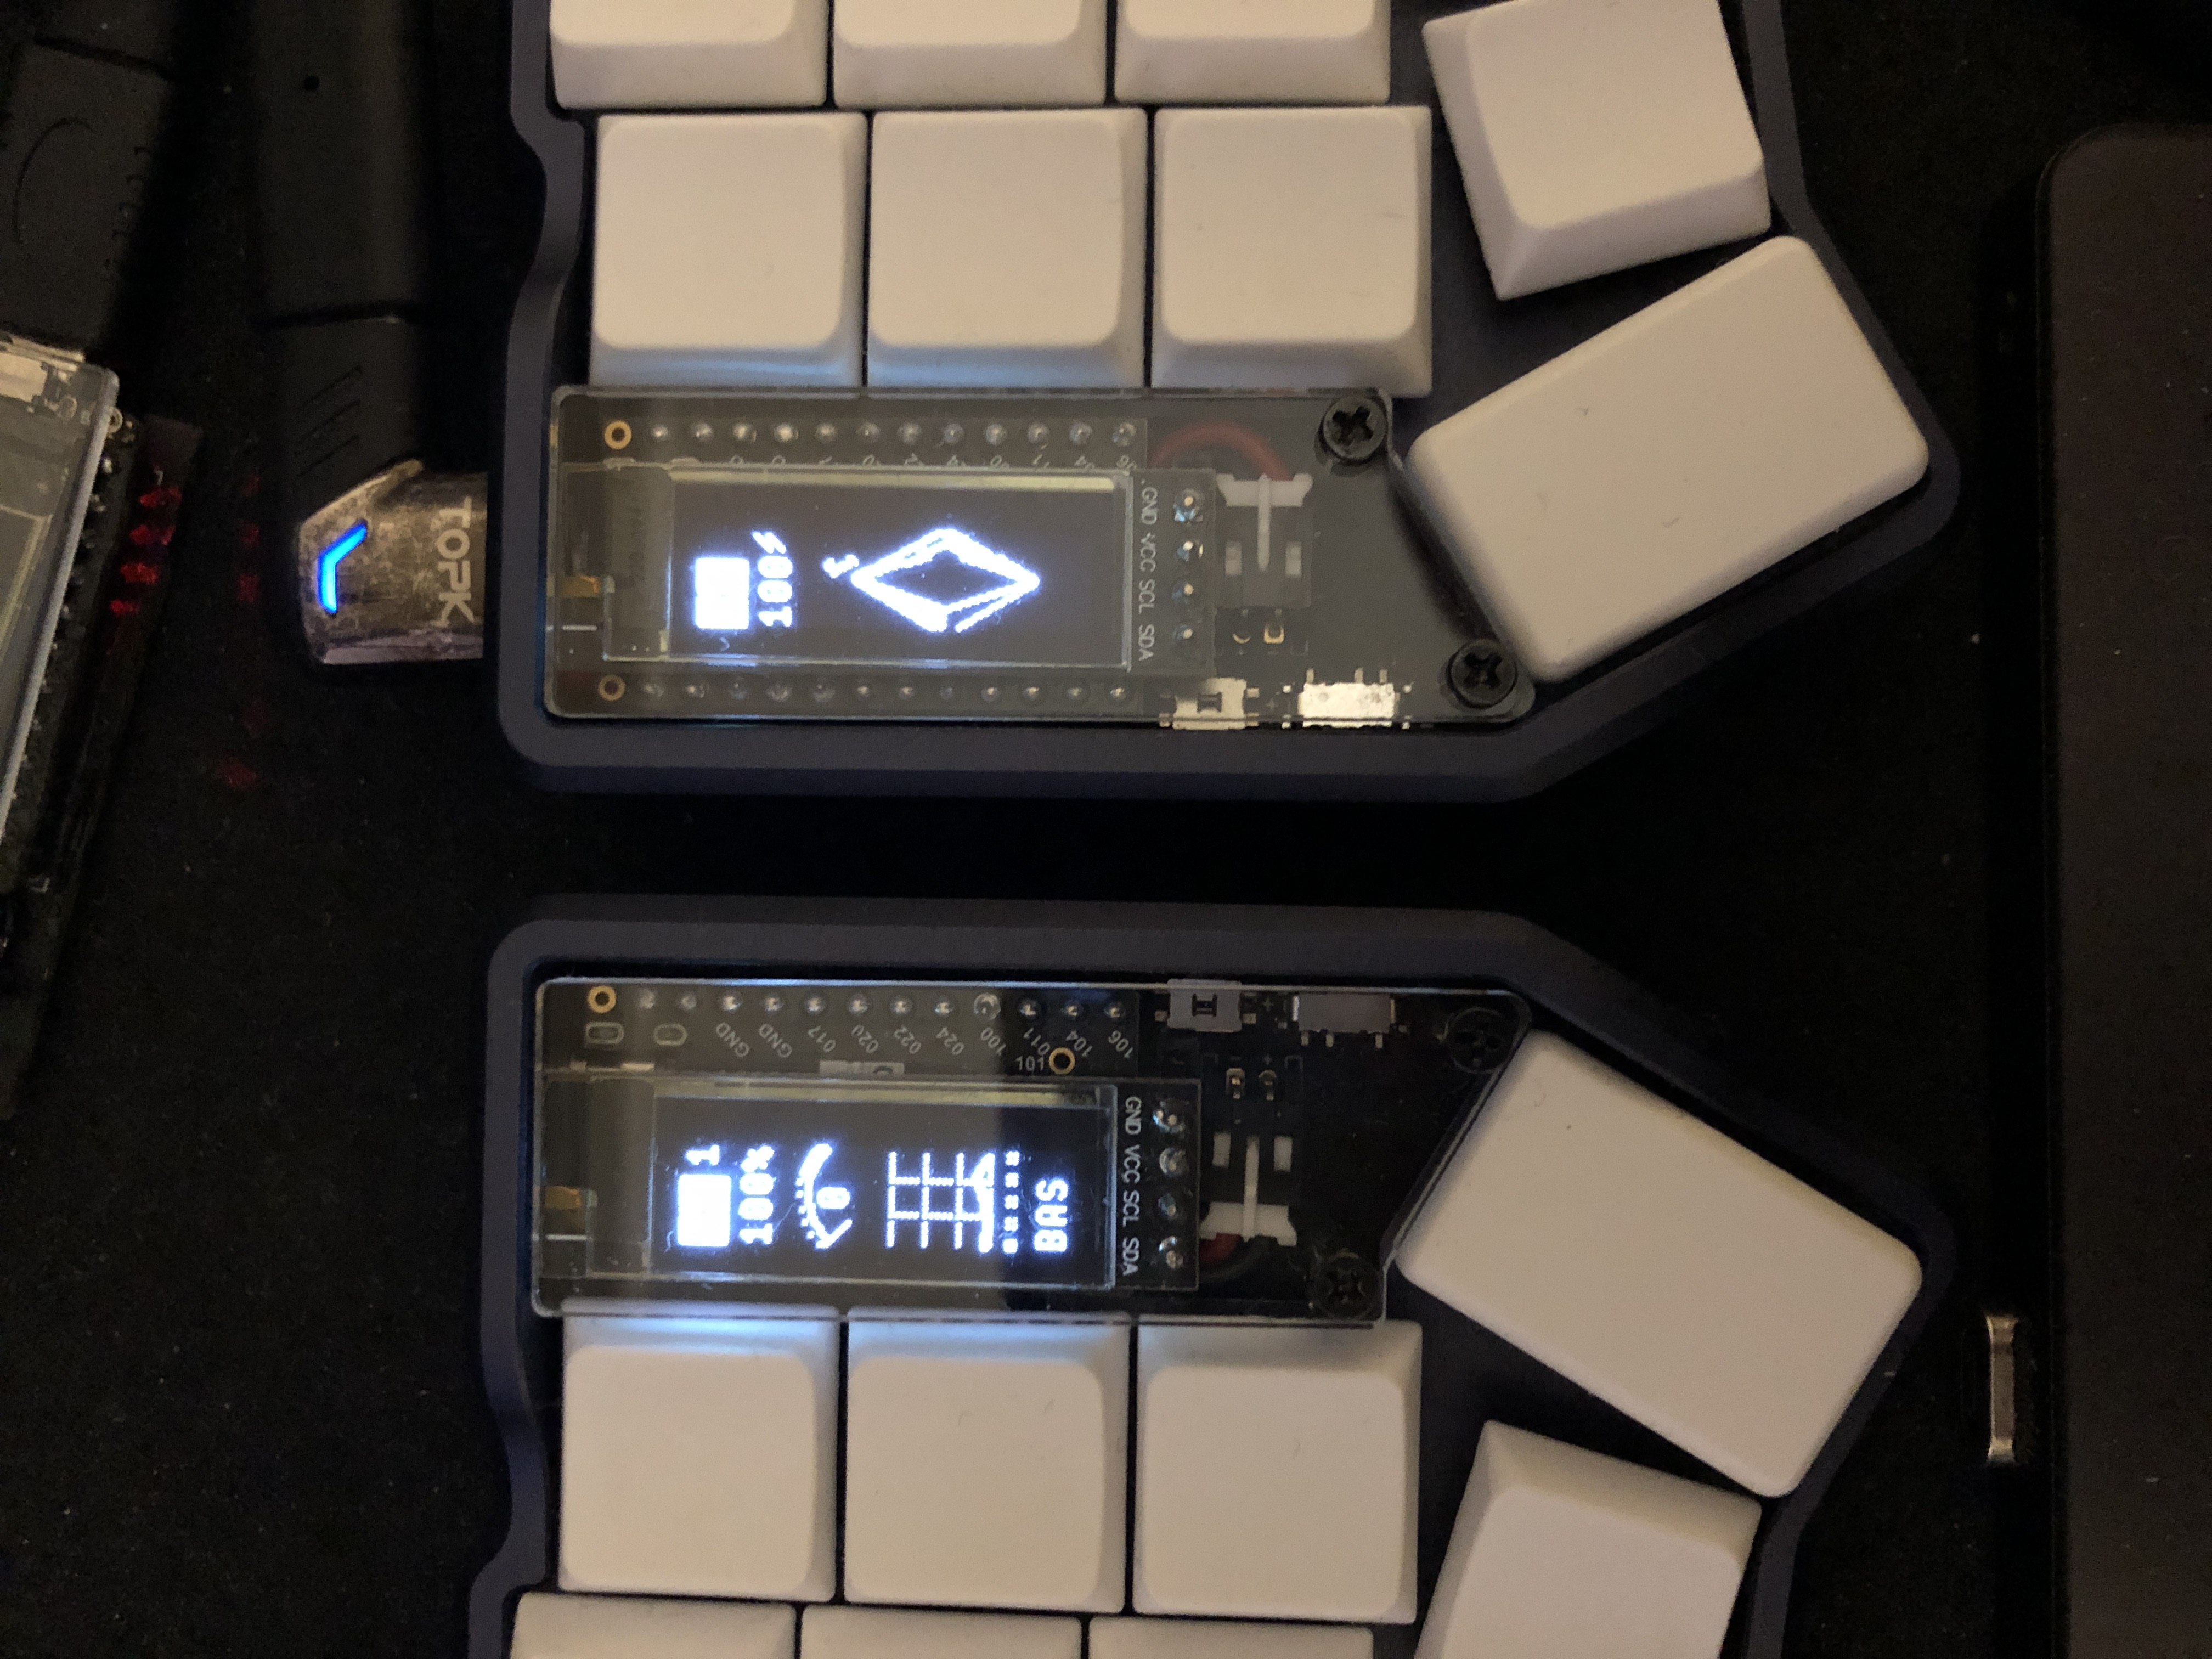 TOPK
1
100%
0
BAS
GND
GND
017
020
022
024
100
101
011
104
106
SDA SCL VCC GND
100
SDA SCL VCC GND